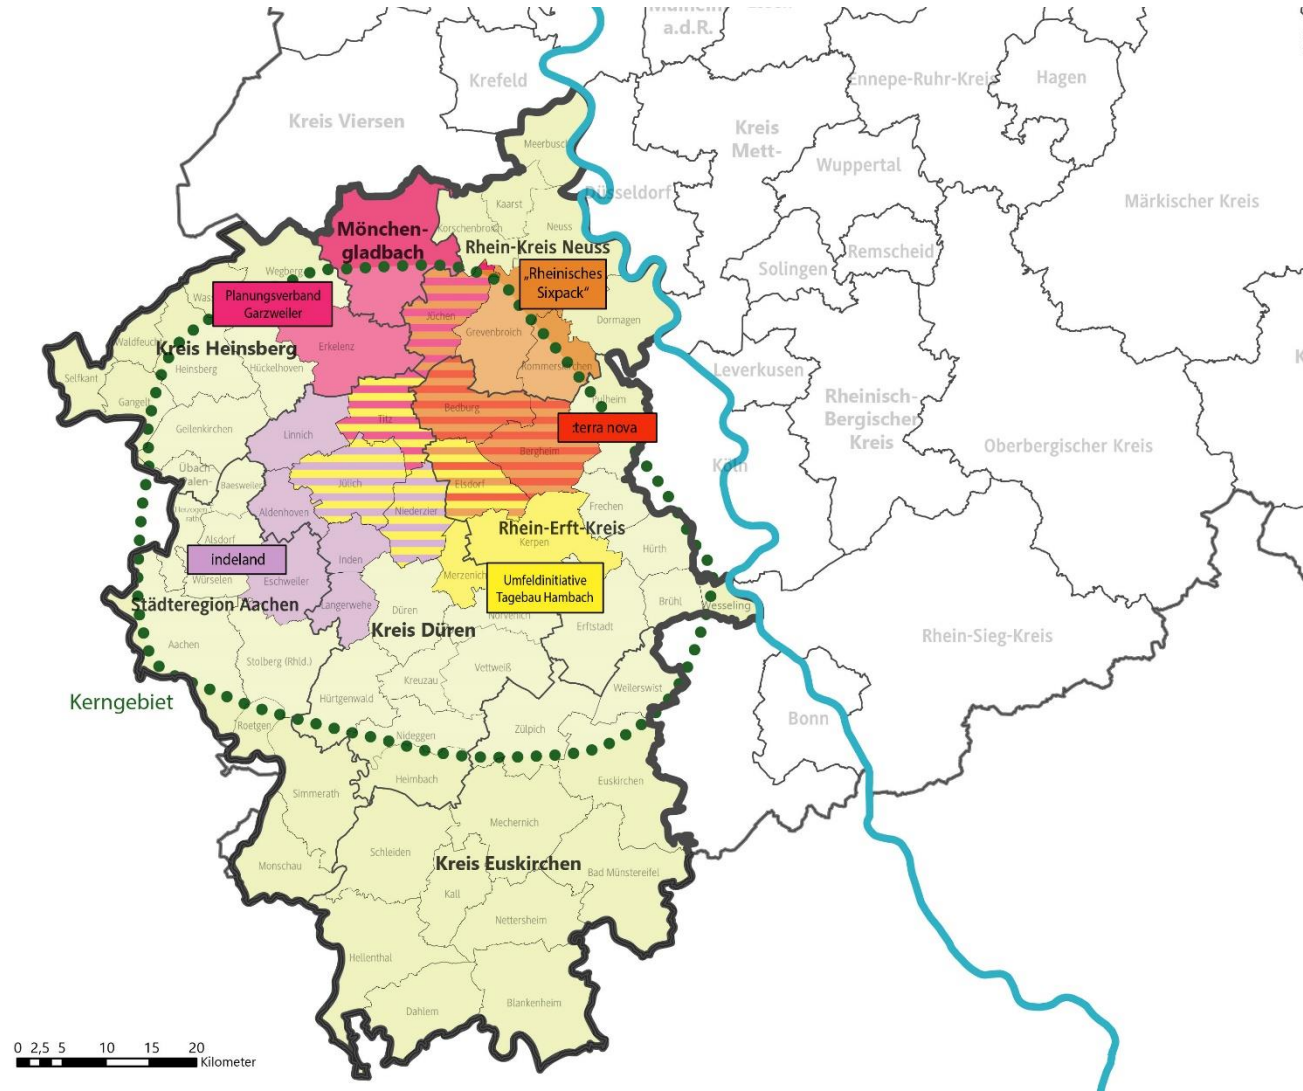 a.d.R.
Krefeld
Ennepe-Ruhr-Kreis
Hagen
Kreis Viersen
Kreis
Mett-
Meerbusch
Wuppertal
Düsseldorf
Märkischer Kreis
Kaarst
Mönchen-
gladbach
Korschenbroich
Neuss
Rhein-Kreis Neuss
Remscheid
Solingen
Wegberg
„Rheinisches
Sixpack“
Planungsverband
Garzweiler
Jüchen
Dormagen
Grevenbroich
Waldfeucht
Kreis Heinsberg
Erkelenz
Heinsberg
Hückelhoven
Rommerskirchen
Leverkusen
Selfkant
Gangelt
Pulheim
Rheinisch-
Bergischer
Kreis
Titz
Bedburg
Geilenkirchen
Linnich
:terra nova
Oberbergischer Kreis
Bergheim
Köln
Übach
Palen-
Baesweiler
Jülich
Elsdorf
Herzogen
rath
Aldenhoven
Niederzier
Frechen
Rhein-Erft-Kreis
Alsdorf
Kerpen
Hürth
indeland
Inden
Würselen
Eschweiler
Merzenich
Umfeldinitiative
Tagebau Hambach
Städteregion Aachen
Langerwehe
Düren
Nörvenich
Brühl
Wesseling
Kreis Düren
Erftstadt
Aachen
Rhein-Sieg-Kreis
Stolberg (Rhld.)
Vettweiß
Kreuzau
Hürtgenwald
Weilerswist
Kerngebiet
Bonn
Roetgen
Zülpich
Nideggen
Heimbach
Euskirchen
Simmerath
Mechernich
Schleiden
Kreis Euskirchen
Monschau
Bad Münstereifel
Kall
Nettersheim
Hellenthal
Blankenheim
Dahlem
0 2,5 5 10 15 20
Kilometer